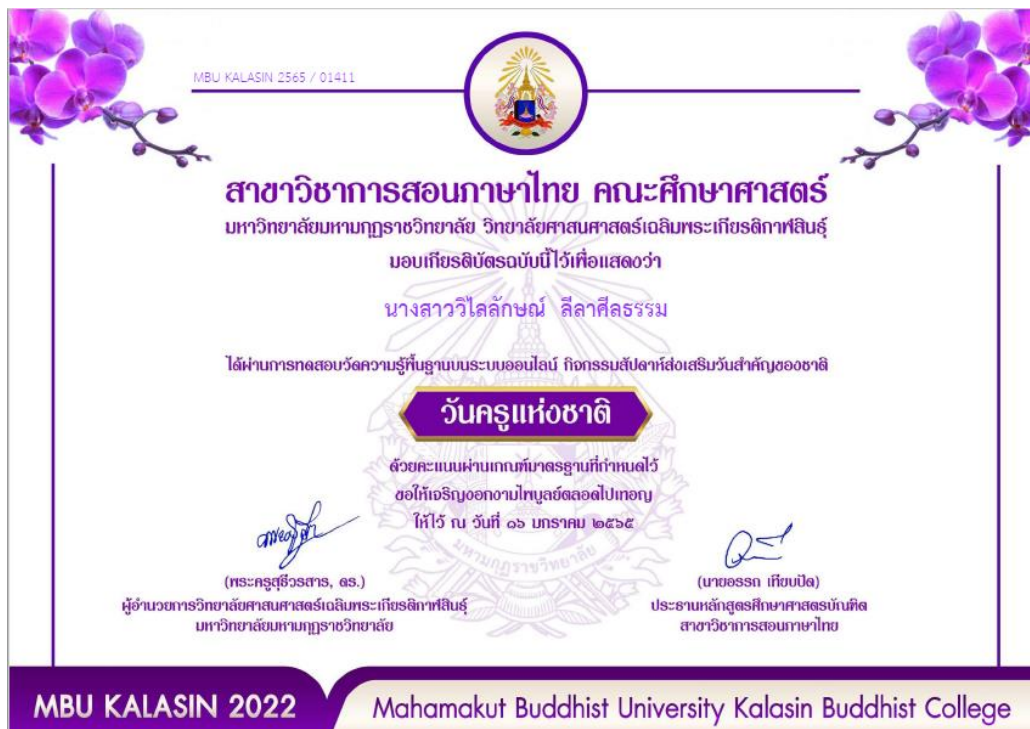 MBU KALASIN 2565 / 01411
สาขาวิชาการสอนภาษาไทย คณะศึกษาศาสตร์
มหาวิทยาลัยมหามกุฏราชวิทยาลัย วิทยาลัยศาสนศาสตร์เฉลิมพระเกียรติกาฬสินธุ์
มอบเกียรติบัตรฉบับนี้ไว้เพื่อแสดงว่า
นางสาววิไลลักษณ์ ลีลาศีลธรรม
ได้ผ่านการทดสอบวัดความรู้พื้นฐานบนระบบออนไลน์ กิจกรรมสัปดาห์ส่งเสริมวันสำคัญของชาติ
วันครูแห่งชาติ
ด้วยคะแนนผ่านเกณฑ์มาตรฐานที่กำหนดไว้
ขอให้เจริญงอกงามไพบูลย์ตลอดไปเทอญ
ให้ไว้ ณ วันที่ ๑๖ มกราคม ๒๕๖๕
มหามกุฏราชวิทยาลัย
(พระครูสุธีวรสาร, ดร.)
ผู้อำนวยการวิทยาลัยศาสนศาสตร์เฉลิมพระเกียรติกาฬสินธุ์
มหาวิทยาลัยมหามกุฏราชวิทยาลัย
(นายอรรถ เทียบปัด)
ประธานหลักสูตรศึกษาศาสตรบัณฑิต
สาขาวิชาการสอนภาษาไทย
MBU KALASIN 2022
Mahamakut Buddhist University Kalasin Buddhist College